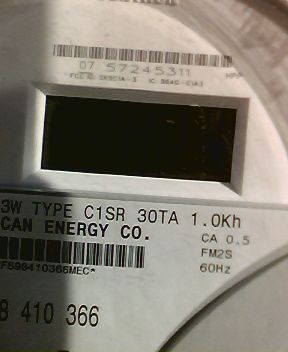 07 57245311
3W TYPE C1SR 30TA 1.0Kh
CAN ENERGY CO.
CA 0.5
FM2S
60Hz
FS98410366MEC*
8 410 366